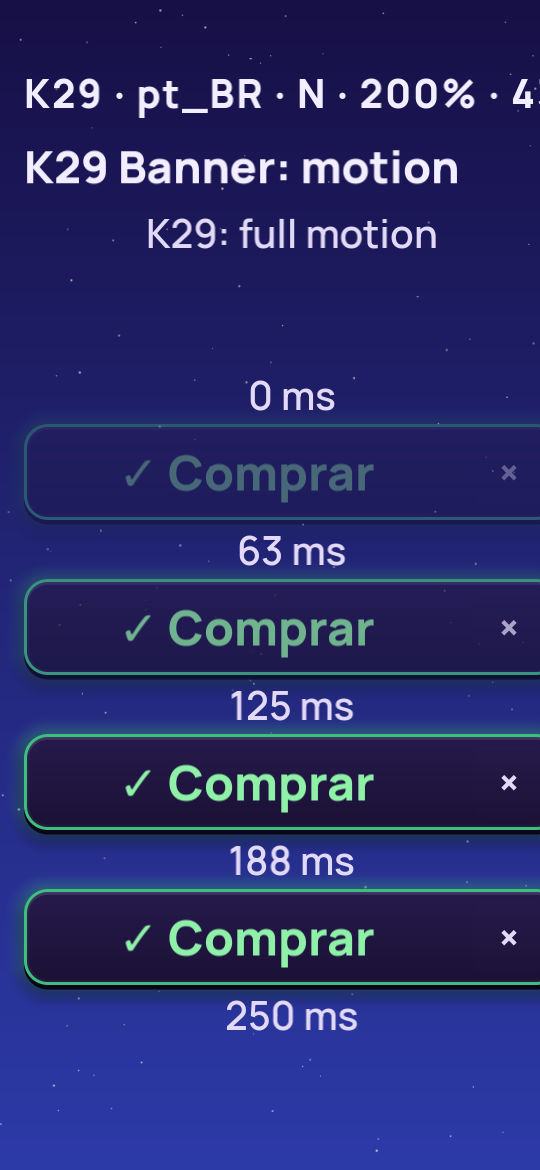 K29 · pt_BR · N · 200% · 4
K29 Banner: motion
K29: full motion
0 ms
✓ Comprar ×
63 ms
✓ Comprar ×
125 ms
✓ Comprar ×
188 ms
✓ Comprar ×
250 ms